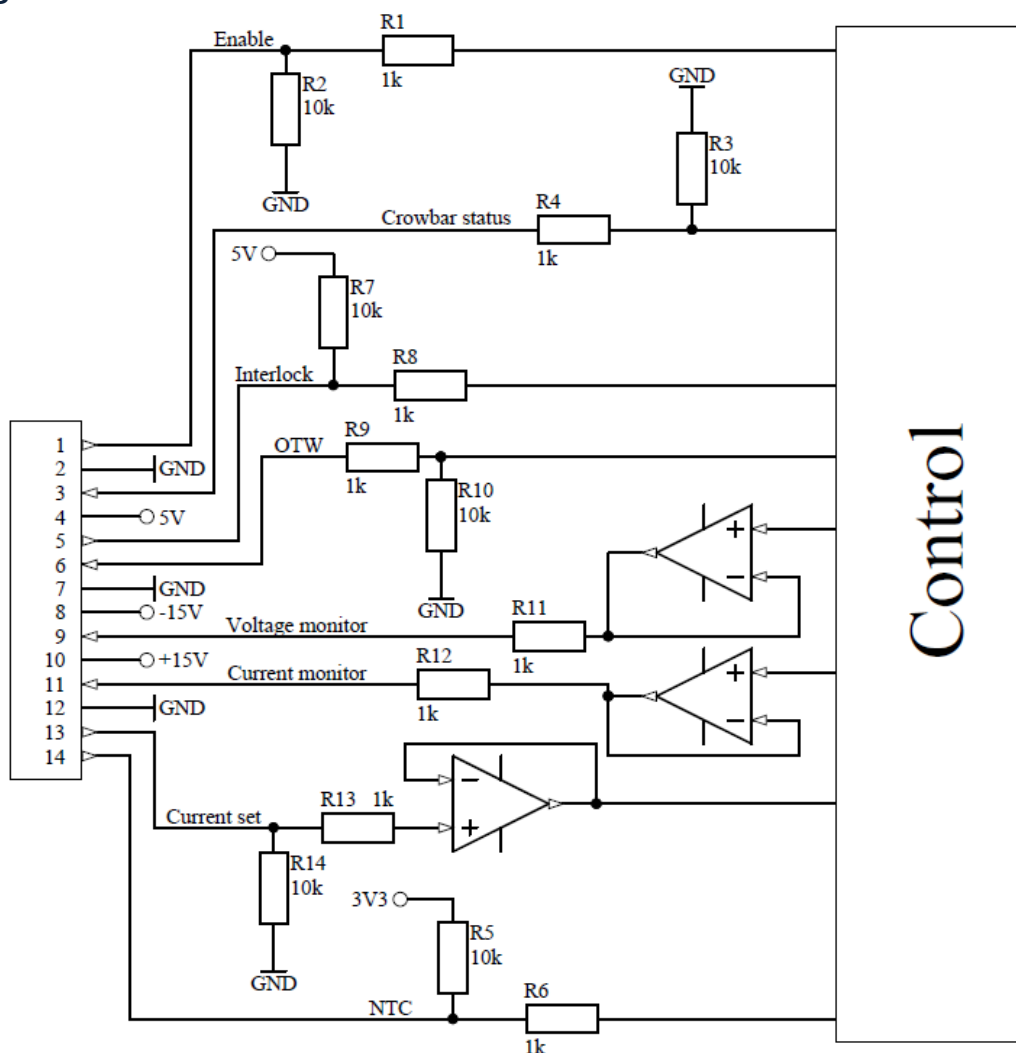 Enable
R1
1k
R2
10k
GND
GND
R3
10k
Crowbar status
R4
1k
5V
R7
10k
Interlock
R8
1k
OTW
R9
1k
R10
10k
GND
1
2
GND
3
4
5V
5
6
7
GND
8
-15V
9
10
+15V
11
12
GND
13
14
Voltage monitor
R11
1k
+
−
Current monitor
R12
1k
+
−
Current set
R13
1k
−
+
R14
10k
GND
3V3
R5
10k
NTC
R6
1k
Control